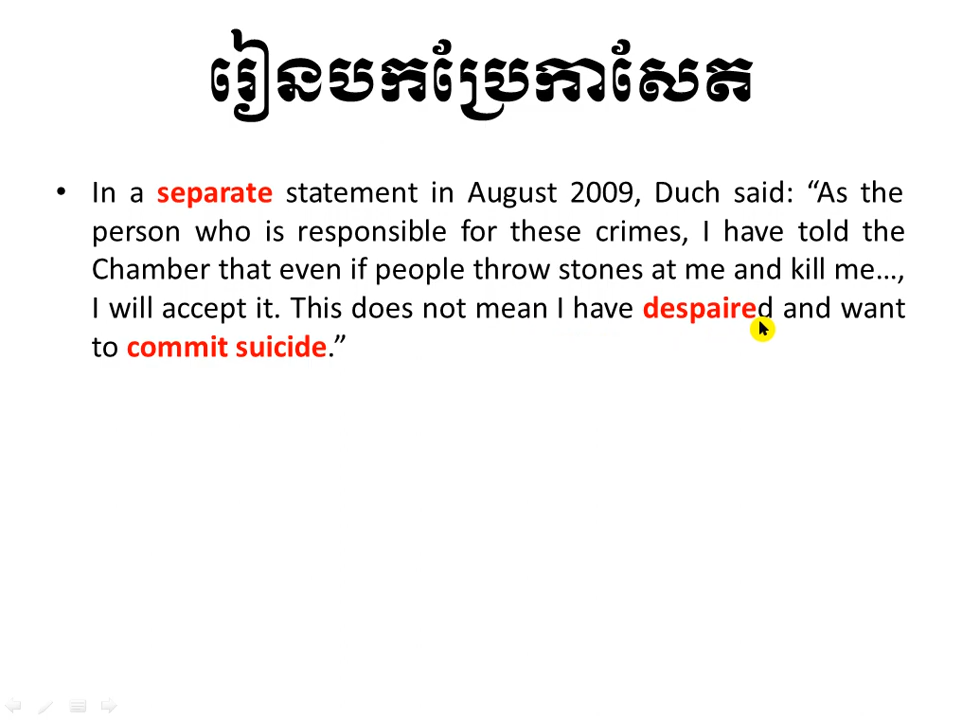 រៀនបកប្រែកាសែត
• In a separate statement in August 2009, Duch said: “As the
person who is responsible for these crimes, I have told the
Chamber that even if people throw stones at me and kill me…,
I will accept it. This does not mean I have despaired and want
to commit suicide.”